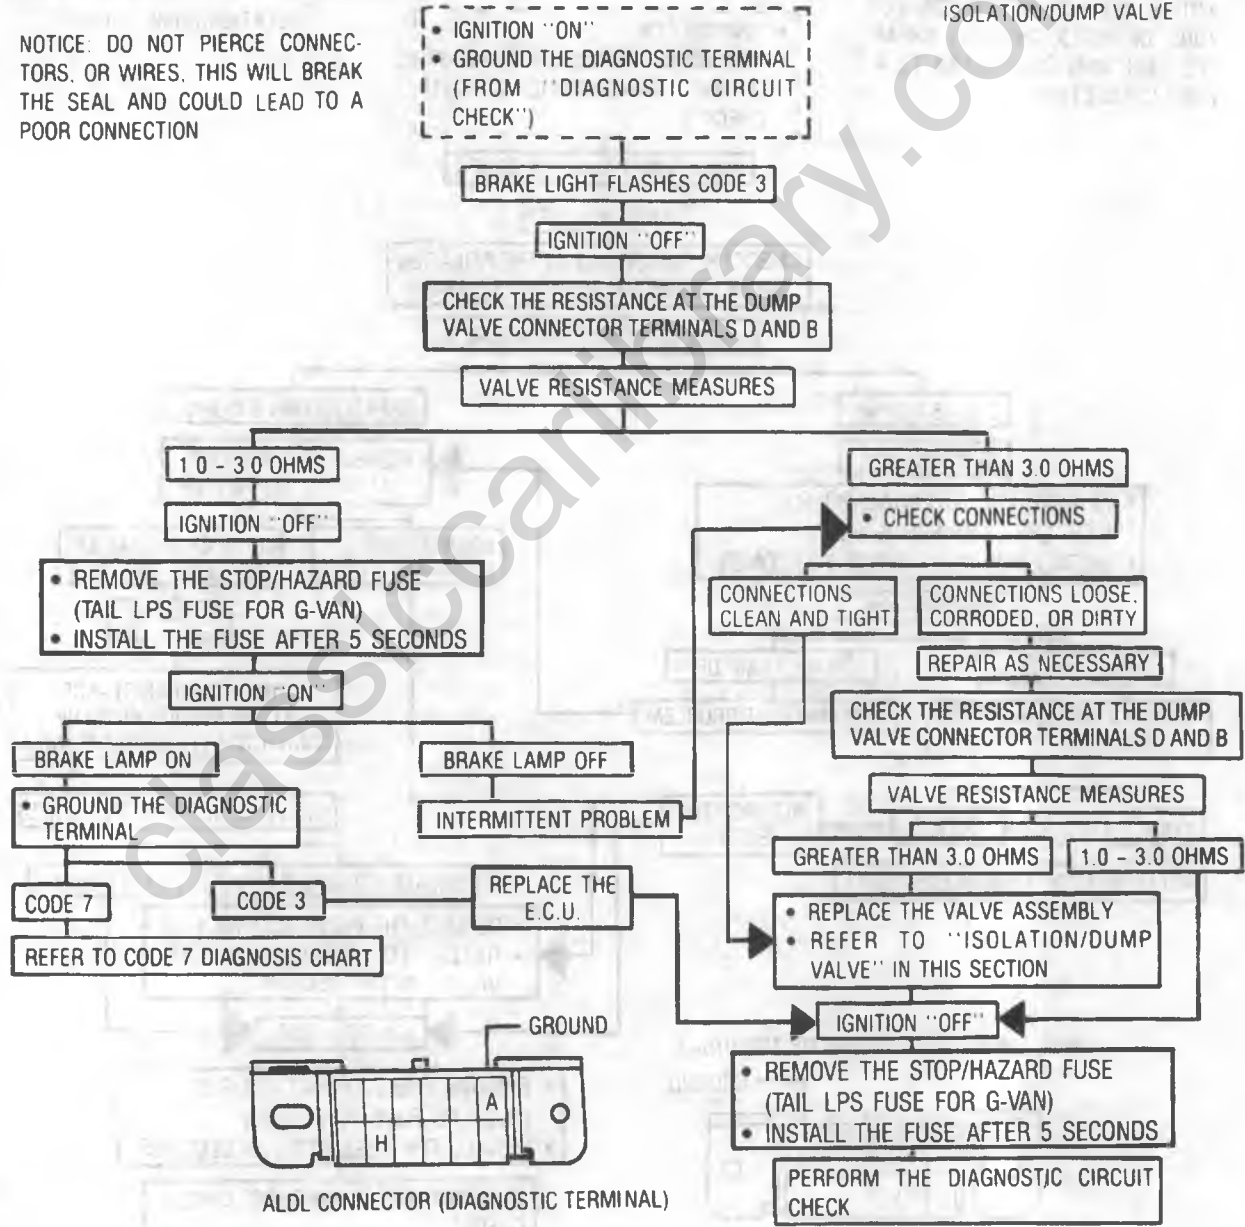 ISOLATION/DUMP VALVE
NOTICE: DO NOT PIERCE CONNEC-
TORS, OR WIRES, THIS WILL BREAK
THE SEAL AND COULD LEAD TO A
POOR CONNECTION
• IGNITION "ON"
• GROUND THE DIAGNOSTIC TERMINAL
(FROM "DIAGNOSTIC CIRCUIT
CHECK")
BRAKE LIGHT FLASHES CODE 3
IGNITION "OFF"
CHECK THE RESISTANCE AT THE DUMP
VALVE CONNECTOR TERMINALS D AND B
VALVE RESISTANCE MEASURES
1 0 - 3 0 OHMS
IGNITION "OFF"
• REMOVE THE STOP/HAZARD FUSE
(TAIL LPS FUSE FOR G-VAN)
• INSTALL THE FUSE AFTER 5 SECONDS
IGNITION "ON"
BRAKE LAMP ON
• GROUND THE DIAGNOSTIC
TERMINAL
CODE 7
CODE 3
REFER TO CODE 7 DIAGNOSIS CHART
BRAKE LAMP OFF
INTERMITTENT PROBLEM
REPLACE THE
E.C.U.
GREATER THAN 3.0 OHMS
• CHECK CONNECTIONS
CONNECTIONS
CLEAN AND TIGHT
CONNECTIONS LOOSE,
CORRODED, OR DIRTY
REPAIR AS NECESSARY
CHECK THE RESISTANCE AT THE DUMP
VALVE CONNECTOR TERMINALS D AND B
VALVE RESISTANCE MEASURES
GREATER THAN 3.0 OHMS
1.0 - 3.0 OHMS
• REPLACE THE VALVE ASSEMBLY
• REFER TO "ISOLATION/DUMP
VALVE" IN THIS SECTION
IGNITION "OFF"
• REMOVE THE STOP/HAZARD FUSE
(TAIL LPS FUSE FOR G-VAN)
• INSTALL THE FUSE AFTER 5 SECONDS
PERFORM THE DIAGNOSTIC CIRCUIT
CHECK
GROUND
A
H
ALDL CONNECTOR (DIAGNOSTIC TERMINAL)
classiccarlibrary.com